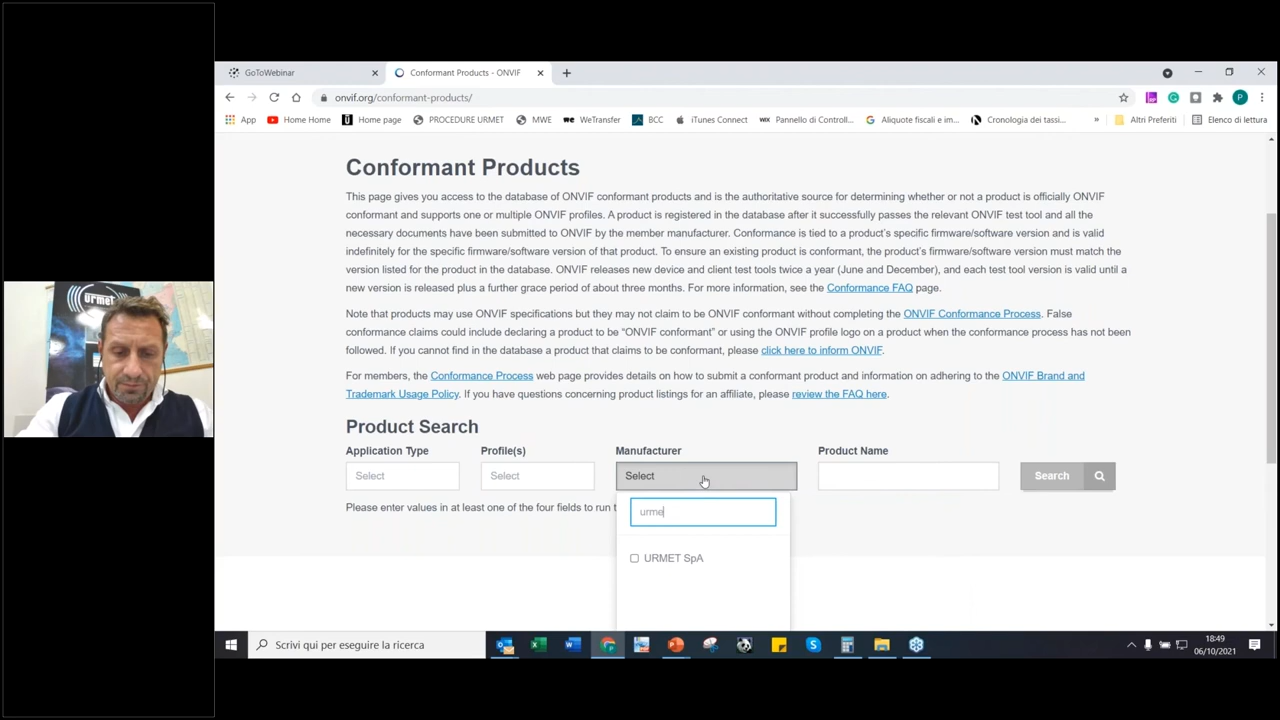 GoToWebinar
Conformant Products - ONVIF
onvif.org/conformant-products/
App
Home Home
Home page
PROCEDURE URMET
MWE
WeTransfer
BCC
iTunes Connect
Pannello di Controll...
Aliquote fiscali e im...
Cronologia dei tassi...
»
Altri Preferiti
Elenco di lettura
urmet
Conformant Products
This page gives you access to the database of ONVIF conformant products and is the authoritative source for determining whether or not a product is officially ONVIF
conformant and supports one or multiple ONVIF profiles. A product is registered in the database after it successfully passes the relevant ONVIF test tool and all the
necessary documents have been submitted to ONVIF by the member manufacturer. Conformance is tied to a product's specific firmware/software version and is valid
indefinitely for the specific firmware/software version of that product. To ensure an existing product is conformant, the product's firmware/software version must match the
version listed for the product in the database. ONVIF releases new device and client test tools twice a year (June and December), and each test tool version is valid until a
new version is released plus a further grace period of about three months. For more information, see the Conformance FAQ page.
Note that products may use ONVIF specifications but they may not claim to be ONVIF conformant without completing the ONVIF Conformance Process. False
conformance claims could include declaring a product to be “ONVIF conformant” or using the ONVIF profile logo on a product when the conformance process has not been
followed. If you cannot find in the database a product that claims to be conformant, please click here to inform ONVIF.
For members, the Conformance Process web page provides details on how to submit a conformant product and information on adhering to the ONVIF Brand and
Trademark Usage Policy. If you have questions concerning product listings for an affiliate, please review the FAQ here.
Product Search
Application Type
Profile(s)
Manufacturer
Product Name
Select
Select
Select
Search
Please enter values in at least one of the four fields to run t
urme
URMET SpA
Scrivi qui per eseguire la ricerca
18:49
06/10/2021